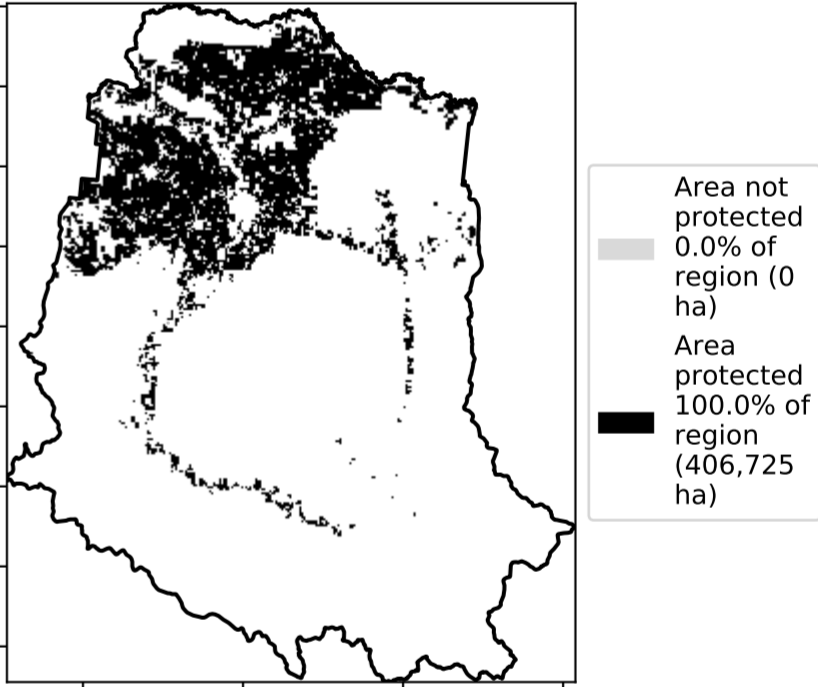 Area not
protected
0.0% of
region (0
ha)
Area
protected
100.0% of
region
(406,725
ha)